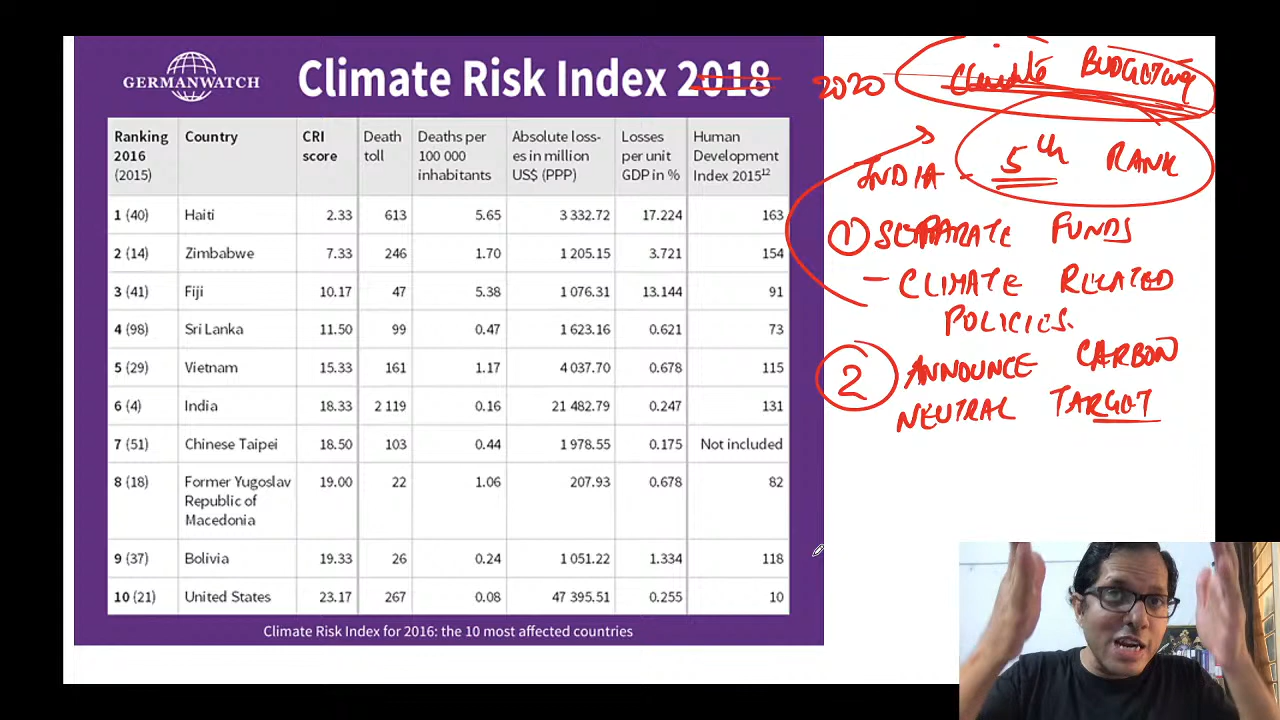 GERMANWATCH
Climate Risk Index 2018
Ranking 2016 (2015) Country CRI score Death toll Deaths per 100 000 inhabitants Absolute loss-es in million US$ (PPP) Losses per unit GDP in % Human Development Index 2015¹²
1 (40) Haiti 2.33 613 5.65 3 332.72 17.224 163
2 (14) Zimbabwe 7.33 246 1.70 1 205.15 3.721 154
3 (41) Fiji 10.17 47 5.38 1 076.31 13.144 91
4 (98) Sri Lanka 11.50 99 0.47 1 623.16 0.621 73
5 (29) Vietnam 15.33 161 1.17 4 037.70 0.678 115
6 (4) India 18.33 2 119 0.16 21 482.79 0.247 131
7 (51) Chinese Taipei 18.50 103 0.44 1 978.55 0.175 Not included
8 (18) Former Yugoslav Republic of Macedonia 19.00 22 1.06 207.93 0.678 82
9 (37) Bolivia 19.33 26 0.24 1 051.22 1.334 118
10 (21) United States 23.17 267 0.08 47 395.51 0.255 10
Climate Risk Index for 2016: the 10 most affected countries
2020 Climate BUDGETing
INDIA - 5th RANK
① SEPARATE FUNDS
- CLIMATE RELATED
POLICIES.
② ANNOUNCE CARBON
NEUTRAL TARGET